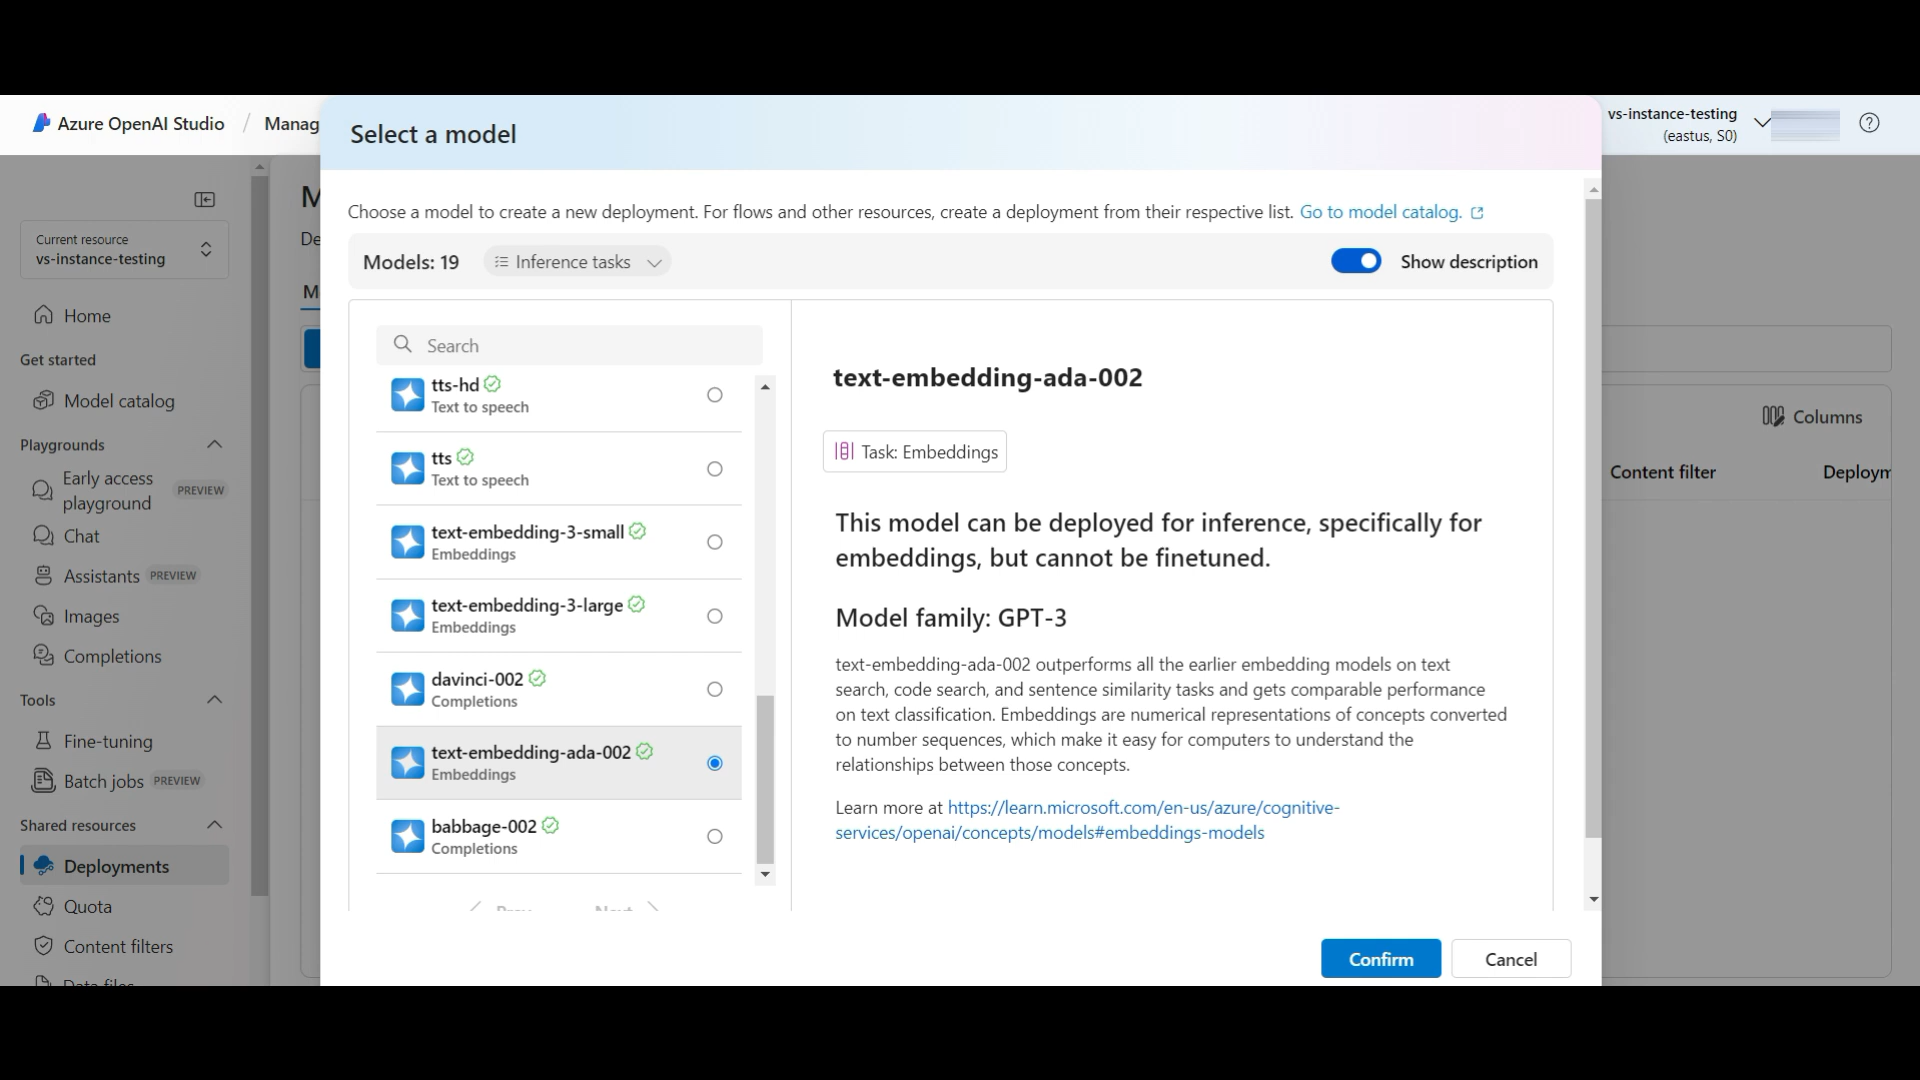 Azure OpenAI Studio / Manag
Select a model
vs-instance-testing
(eastus, S0)
Current resource
vs-instance-testing
Home
Get started
Model catalog
Playgrounds
Early access
playground PREVIEW
Chat
Assistants PREVIEW
Images
Completions
Tools
Fine-tuning
Batch jobs PREVIEW
Shared resources
Deployments
Quota
Content filters
Data files
M
De
M
Choose a model to create a new deployment. For flows and other resources, create a deployment from their respective list. Go to model catalog.
Models: 19
Inference tasks
Show description
Search
tts-hd
Text to speech
tts
Text to speech
text-embedding-3-small
Embeddings
text-embedding-3-large
Embeddings
davinci-002
Completions
text-embedding-ada-002
Embeddings
babbage-002
Completions
Prev Next
text-embedding-ada-002
Task: Embeddings
This model can be deployed for inference, specifically for
embeddings, but cannot be finetuned.
Model family: GPT-3
text-embedding-ada-002 outperforms all the earlier embedding models on text
search, code search, and sentence similarity tasks and gets comparable performance
on text classification. Embeddings are numerical representations of concepts converted
to number sequences, which make it easy for computers to understand the
relationships between those concepts.
Learn more at https://learn.microsoft.com/en-us/azure/cognitive-
services/openai/concepts/models#embeddings-models
Confirm
Cancel
Columns
Content filter
Deploym